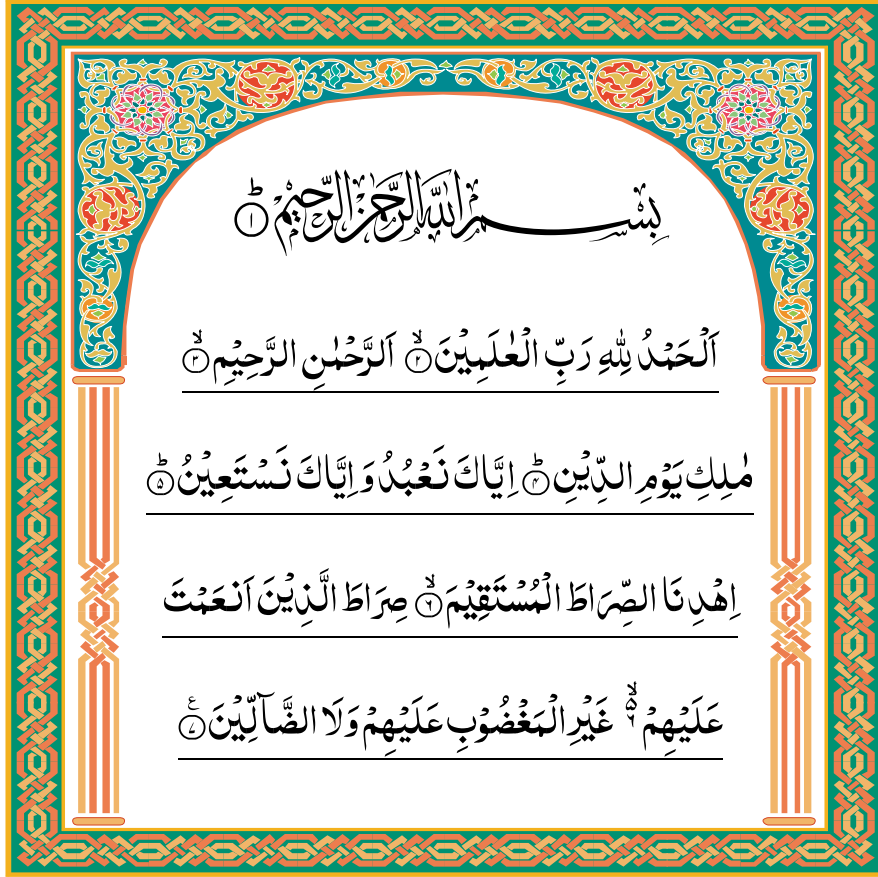 بِسْمِ اللّٰهِ الرَّحْمٰنِ الرَّحِيْمِ ؕ ۝۱
اَلْحَمْدُ لِلّٰهِ رَبِّ الْعٰلَمِيْنَ ۙ ۝۲ الرَّحْمٰنِ الرَّحِيْمِ ۙ ۝۳
مٰلِكِ يَوْمِ الدِّيْنِ ؕ ۝۴ اِيَّاكَ نَعْبُدُ وَ اِيَّاكَ نَسْتَعِيْنُ ؕ ۝۵
اِهْدِنَا الصِّرَاطَ الْمُسْتَقِيْمَ ۙ ۝۶ صِرَاطَ الَّذِيْنَ اَنْعَمْتَ
عَلَيْهِمْ ۙ۬ ۹ غَيْرِ الْمَغْضُوْبِ عَلَيْهِمْ وَلَا الضَّآلِّيْنَ ع ۝۷